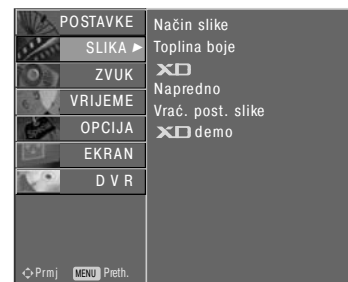 POSTAVKE
SLIKA
ZVUK
VRIJEME
OPCIJA
EKRAN
D V R
Prmj MENU Preth.
Način slike
Toplina boje
XD
Napredno
Vrać. post. slike
XD demo